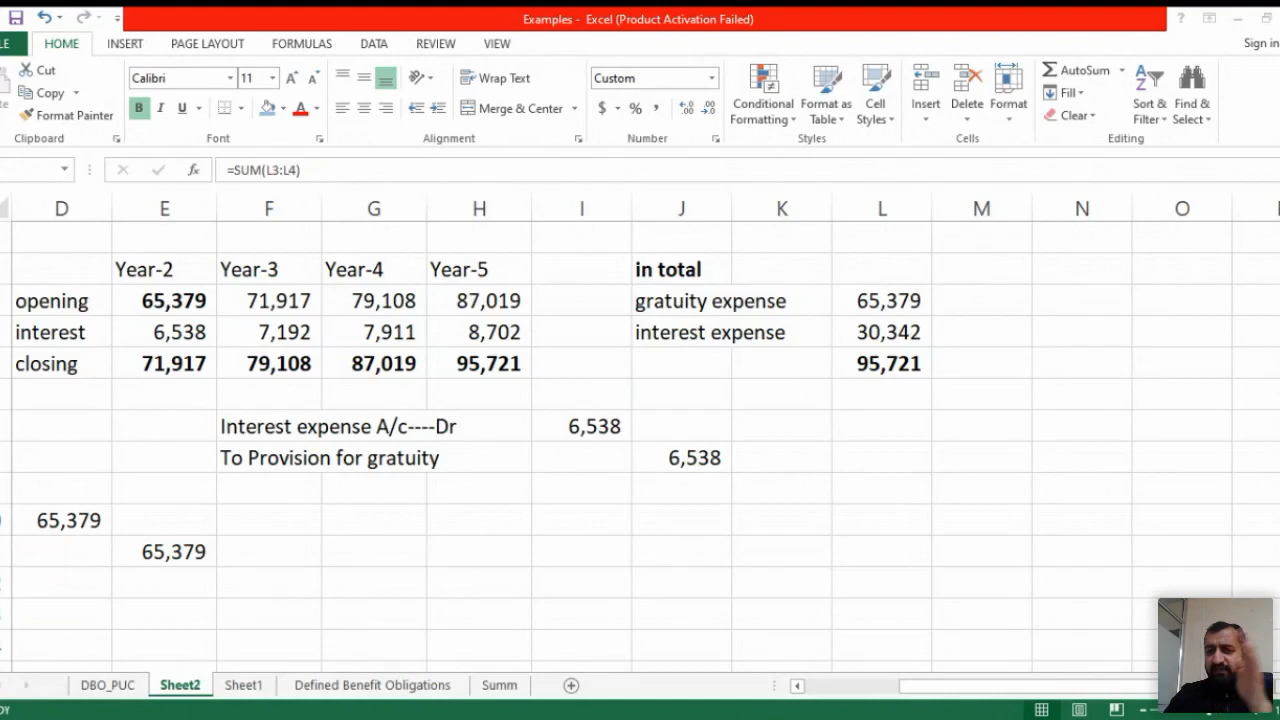 Examples - Excel (Product Activation Failed)
HOME INSERT PAGE LAYOUT FORMULAS DATA REVIEW VIEW Sign in
Cut
Copy
Format Painter
Clipboard
Calibri 11
B I U
Font
Wrap Text
Merge & Center
Alignment
Custom
$ % ,
Number
Conditional Formatting
Format as Table
Cell Styles
Styles
Insert
Delete
Format
Cells
AutoSum
Fill
Clear
Sort & Filter
Find & Select
Editing
fx =SUM(L3:L4)
D E F G H I J K L M N O
Year-2 Year-3 Year-4 Year-5 in total
opening 65,379 71,917 79,108 87,019 gratuity expense 65,379
interest 6,538 7,192 7,911 8,702 interest expense 30,342
closing 71,917 79,108 87,019 95,721 95,721
Interest expense A/c----Dr 6,538
To Provision for gratuity 6,538
65,379
65,379
DBO_PUC Sheet2 Sheet1 Defined Benefit Obligations Summ